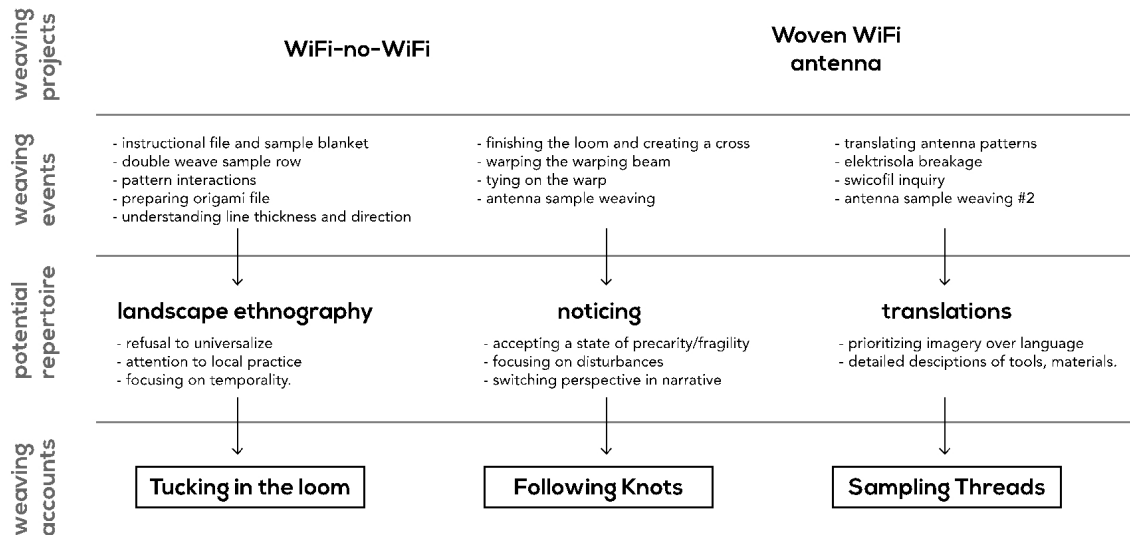 weaving
projects
WiFi-no-WiFi
Woven WiFi
antenna
weaving
events
- instructional file and sample blanket
- double weave sample row
- pattern interactions
- preparing origami file
- understanding line thickness and direction
- finishing the loom and creating a cross
- warping the warping beam
- tying on the warp
- antenna sample weaving
- translating antenna patterns
- elektrisola breakage
- swicofil inquiry
- antenna sample weaving #2
potential
repertoire
landscape ethnography
- refusal to universalize
- attention to local practice
- focusing on temporality.
noticing
- accepting a state of precarity/fragility
- focusing on disturbances
- switching perspective in narrative
translations
- prioritizing imagery over language
- detailed desciptions of tools, materials.
weaving
accounts
Tucking in the loom
Following Knots
Sampling Threads